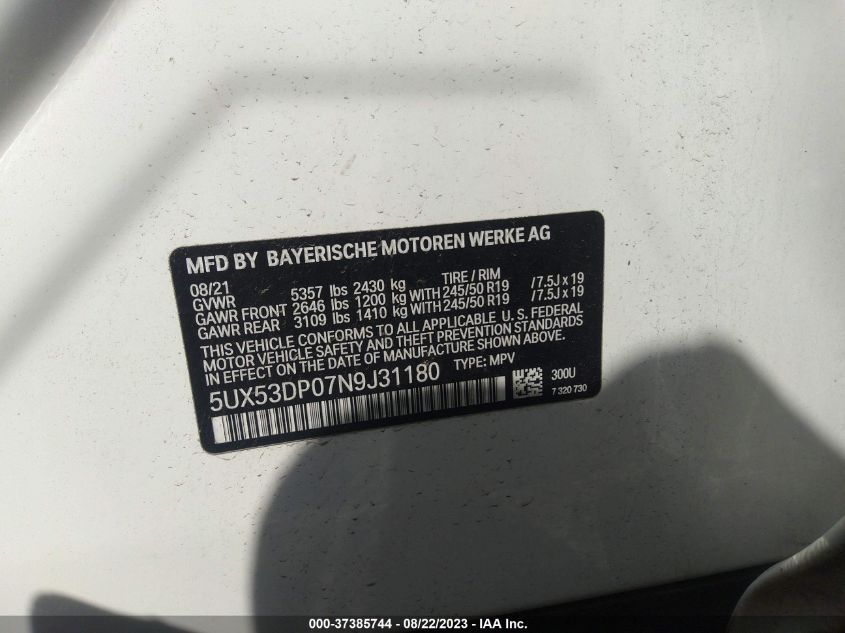 MFD BY BAYERISCHE MOTOREN WERKE AG
08/21 TIRE / RIM
GVWR 5357 lbs 2430 kg
GAWR FRONT 2646 lbs 1200 kg WITH 245/50 R19 /7.5J x 19
GAWR REAR 3109 lbs 1410 kg WITH 245/50 R19 /7.5J x 19
THIS VEHICLE CONFORMS TO ALL APPLICABLE U. S. FEDERAL
MOTOR VEHICLE SAFETY AND THEFT PREVENTION STANDARDS
IN EFFECT ON THE DATE OF MANUFACTURE SHOWN ABOVE.
5UX53DP07N9J31180 TYPE: MPV
300U
7 320 730
000-37385744 - 08/22/2023 - IAA Inc.